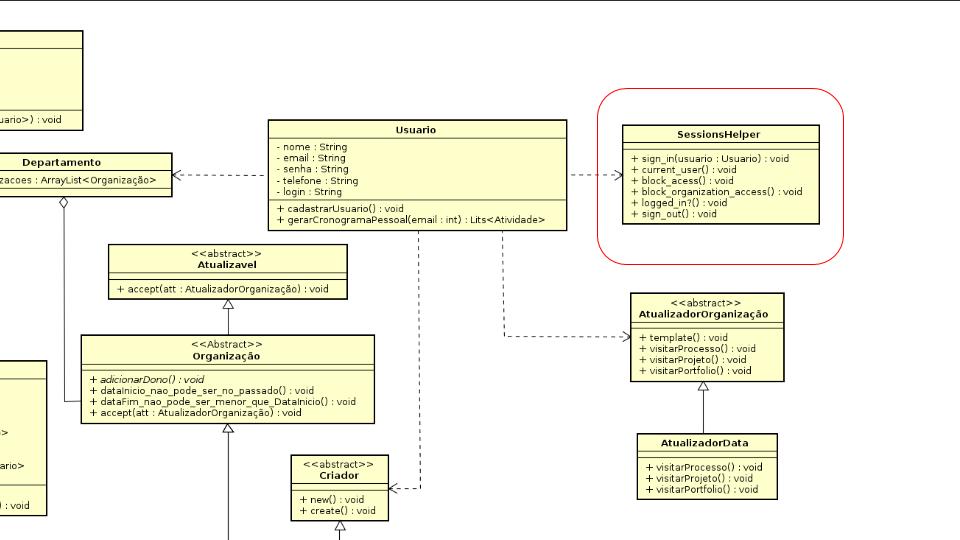 uario>) : void
Departamento
zacoes : ArrayList<Organização>
Usuario
- nome : String
- email : String
- senha : String
- telefone : String
- login : String
+ cadastrarUsuario() : void
+ gerarCronogramaPessoal(email : int) : Lits<Atividade>
SessionsHelper
+ sign_in(usuario : Usuario) : void
+ current_user() : void
+ block_acess() : void
+ block_organization_access() : void
+ logged_in?() : void
+ sign_out() : void
<<abstract>>
Atualizavel
+ accept(att : AtualizadorOrganização) : void
<<Abstract>>
Organização
+ adicionarDono() : void
+ dataInicio_nao_pode_ser_no_passado() : void
+ dataFim_nao_pode_ser_menor_que_DataInicio() : void
+ accept(att : AtualizadorOrganização) : void
<<abstract>>
AtualizadorOrganização
+ template() : void
+ visitarProcesso() : void
+ visitarProjeto() : void
+ visitarPortfolio() : void
AtualizadorData
+ visitarProcesso() : void
+ visitarProjeto() : void
+ visitarPortfolio() : void
<<abstract>>
Criador
+ new() : void
+ create() : void
>
ario>
) : void